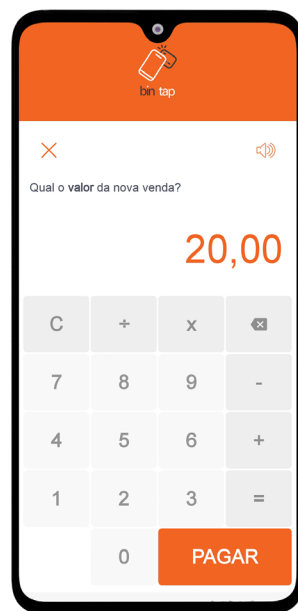 bin tap
Qual o valor da nova venda?
20,00
C ÷ x
7 8 9 -
4 5 6 +
1 2 3 =
0 PAGAR